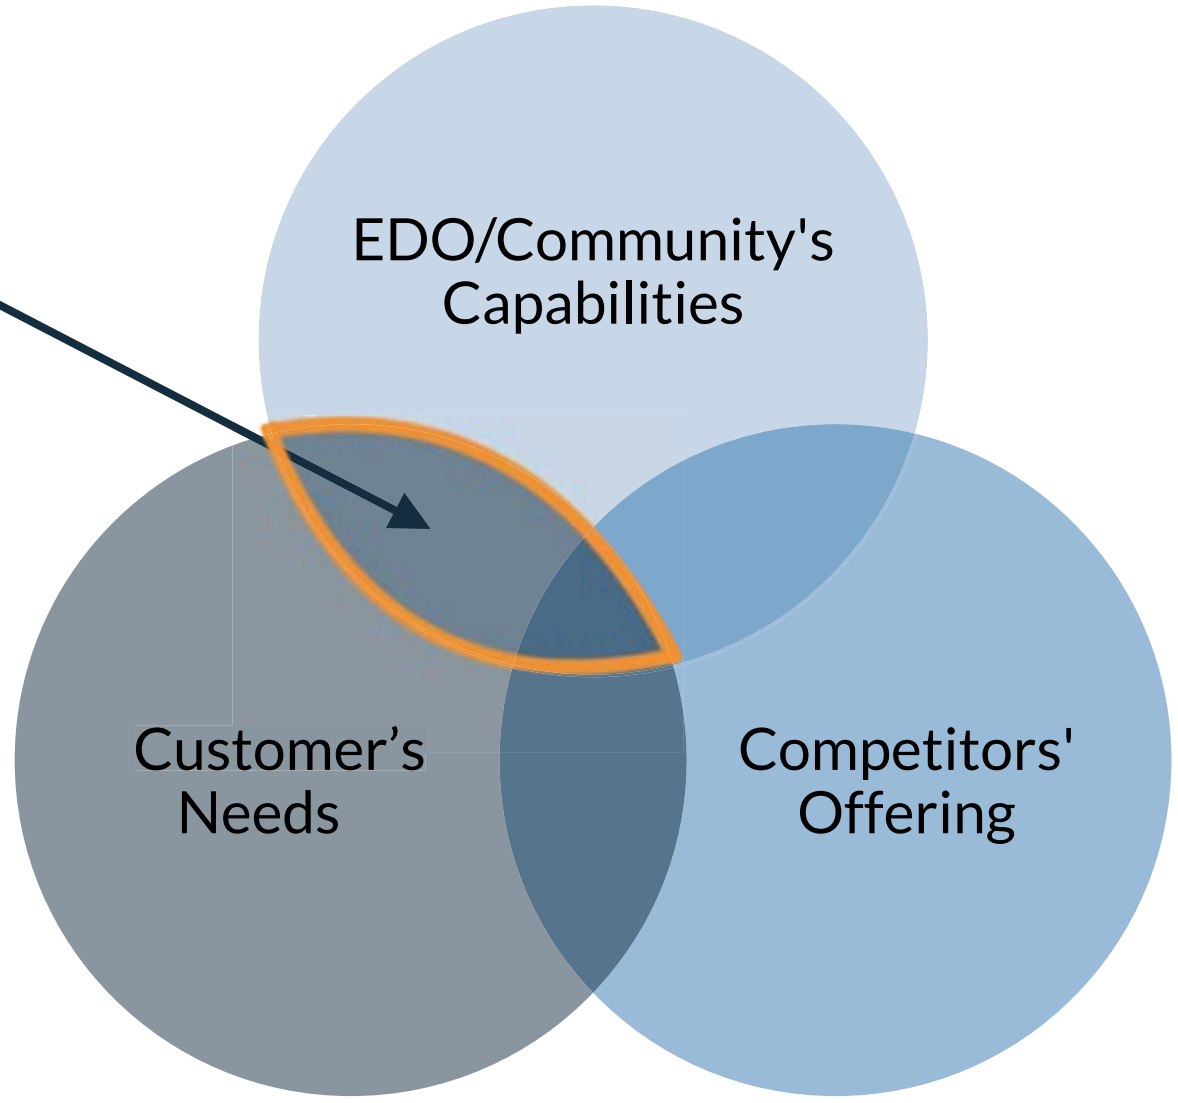 EDO/Community's
Capabilities
Customer’s
Needs
Competitors'
Offering